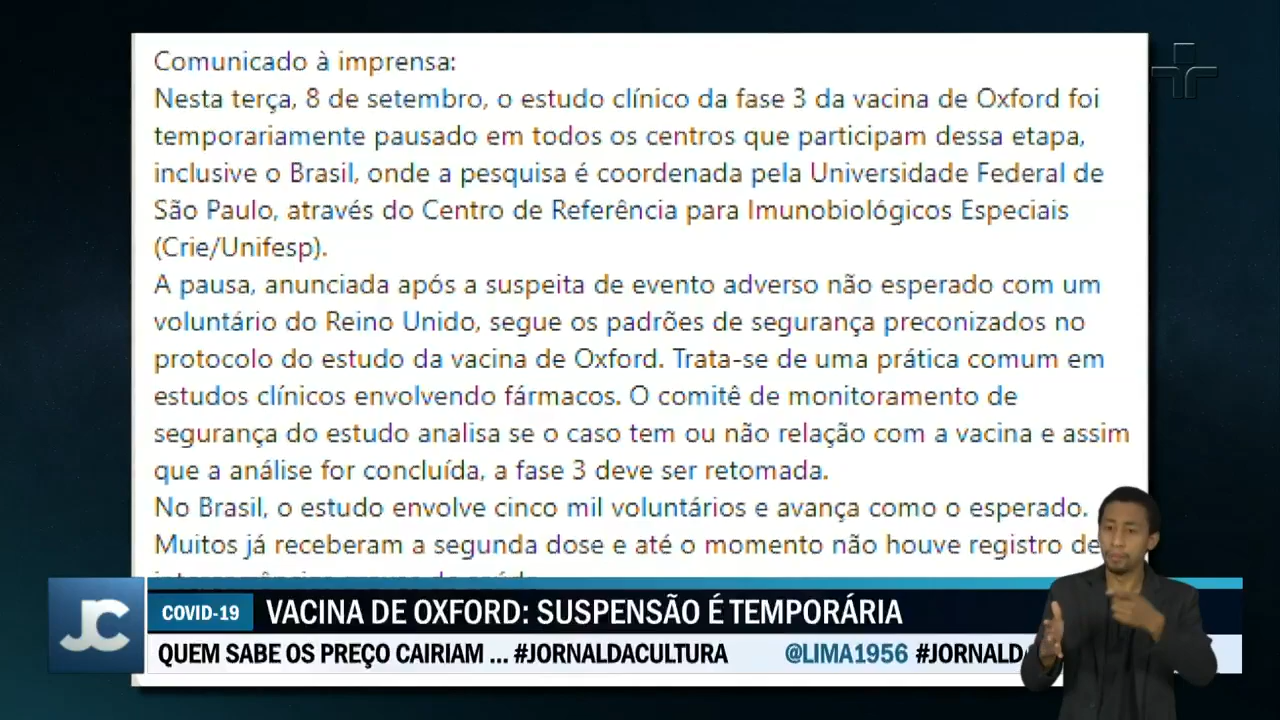 Comunicado à imprensa:
Nesta terça, 8 de setembro, o estudo clínico da fase 3 da vacina de Oxford foi
temporariamente pausado em todos os centros que participam dessa etapa,
inclusive o Brasil, onde a pesquisa é coordenada pela Universidade Federal de
São Paulo, através do Centro de Referência para Imunobiológicos Especiais
(Crie/Unifesp).
A pausa, anunciada após a suspeita de evento adverso não esperado com um
voluntário do Reino Unido, segue os padrões de segurança preconizados no
protocolo do estudo da vacina de Oxford. Trata-se de uma prática comum em
estudos clínicos envolvendo fármacos. O comitê de monitoramento de
segurança do estudo analisa se o caso tem ou não relação com a vacina e assim
que a análise for concluída, a fase 3 deve ser retomada.
No Brasil, o estudo envolve cinco mil voluntários e avança como o esperado.
Muitos já receberam a segunda dose e até o momento não houve registro de
JC
COVID-19 VACINA DE OXFORD: SUSPENSÃO É TEMPORÁRIA
QUEM SABE OS PREÇO CAIRIAM ... #JORNALDACULTURA @LIMA1956 #JORNALD